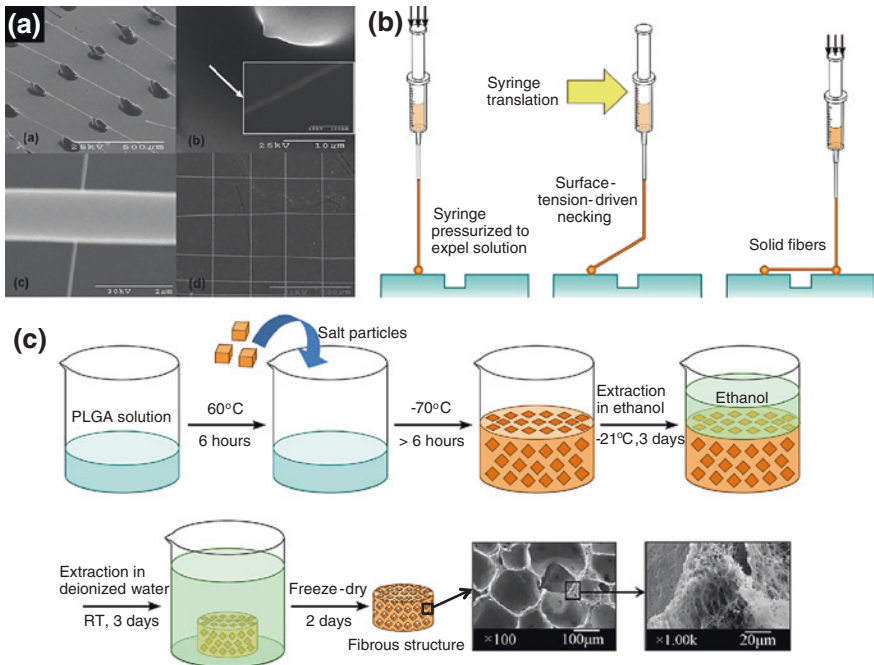 (a)
(a)
25kV 500µm
(b)
25kV 10µm
(c)
30kV 2µm
(d)
(b)
Syringe
translation
Syringe
pressurized to
expel solution
Surface-
tension-driven
necking
Solid fibers
(c)
Salt particles
PLGA solution
60°C
6 hours
-70°C
> 6 hours
Extraction
in ethanol
-21°C,3 days
Ethanol
Extraction in
deionized water
RT, 3 days
Freeze-dry
2 days
Fibrous structure
×100 100µm
×1.00k 20µm